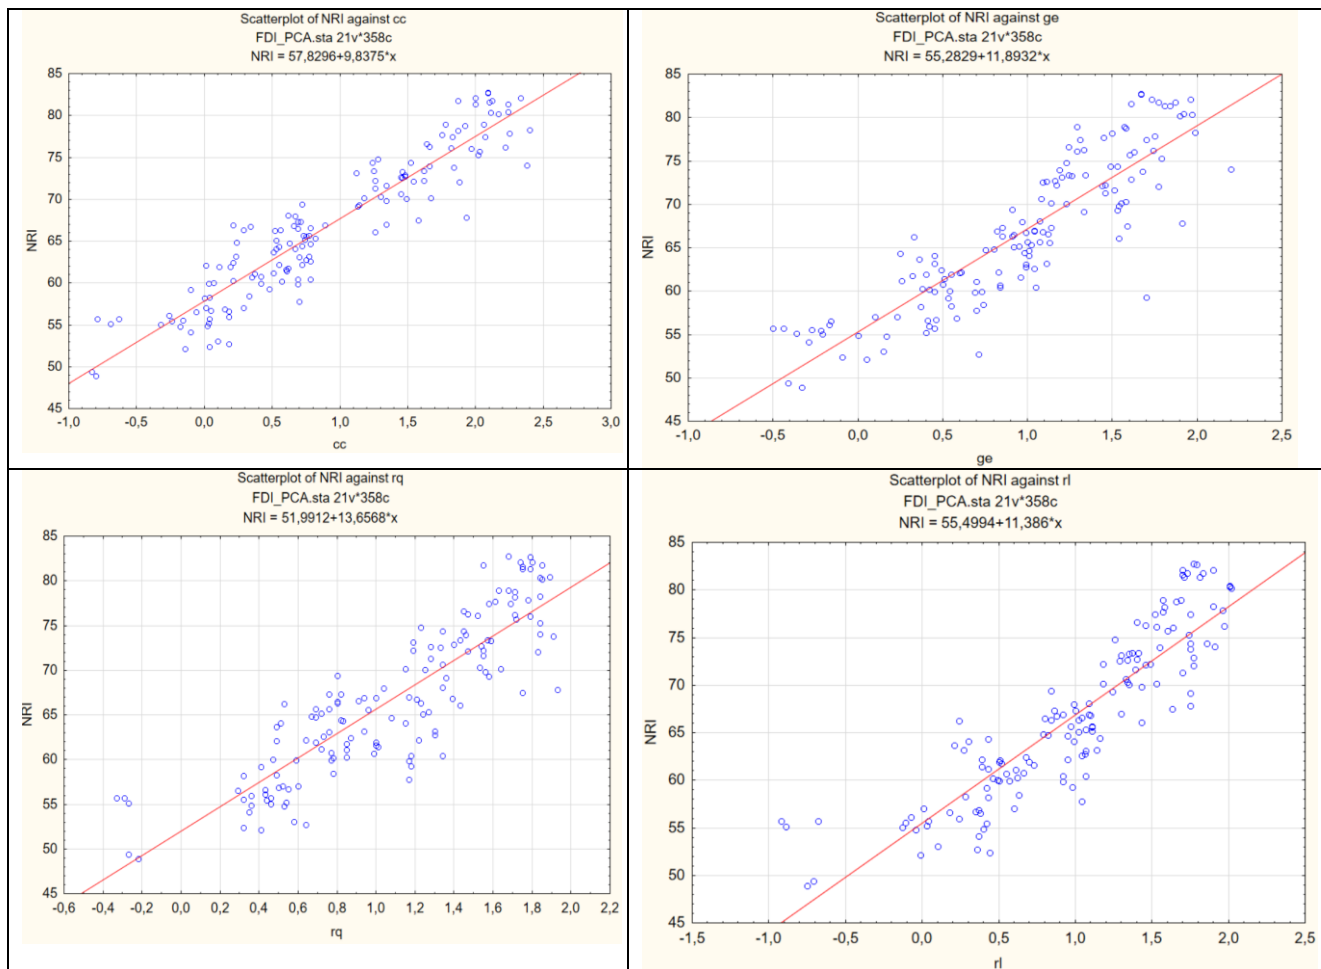 Scatterplot of NRI against cc
FDI_PCA.sta 21v*358c
NRI = 57,8296+9,8375*x
85
80
75
70
65
60
55
50
45
NRI
-1,0 -0,5 0,0 0,5 1,0 1,5 2,0 2,5 3,0
cc
Scatterplot of NRI against ge
FDI_PCA.sta 21v*358c
NRI = 55,2829+11,8932*x
85
80
75
70
65
60
55
50
45
NRI
-1,0 -0,5 0,0 0,5 1,0 1,5 2,0 2,5
ge
Scatterplot of NRI against rq
FDI_PCA.sta 21v*358c
NRI = 51,9912+13,6568*x
85
80
75
70
65
60
55
50
45
NRI
-0,6 -0,4 -0,2 0,0 0,2 0,4 0,6 0,8 1,0 1,2 1,4 1,6 1,8 2,0 2,2
rq
Scatterplot of NRI against rl
FDI_PCA.sta 21v*358c
NRI = 55,4994+11,386*x
85
80
75
70
65
60
55
50
45
NRI
-1,5 -1,0 -0,5 0,0 0,5 1,0 1,5 2,0 2,5
rl